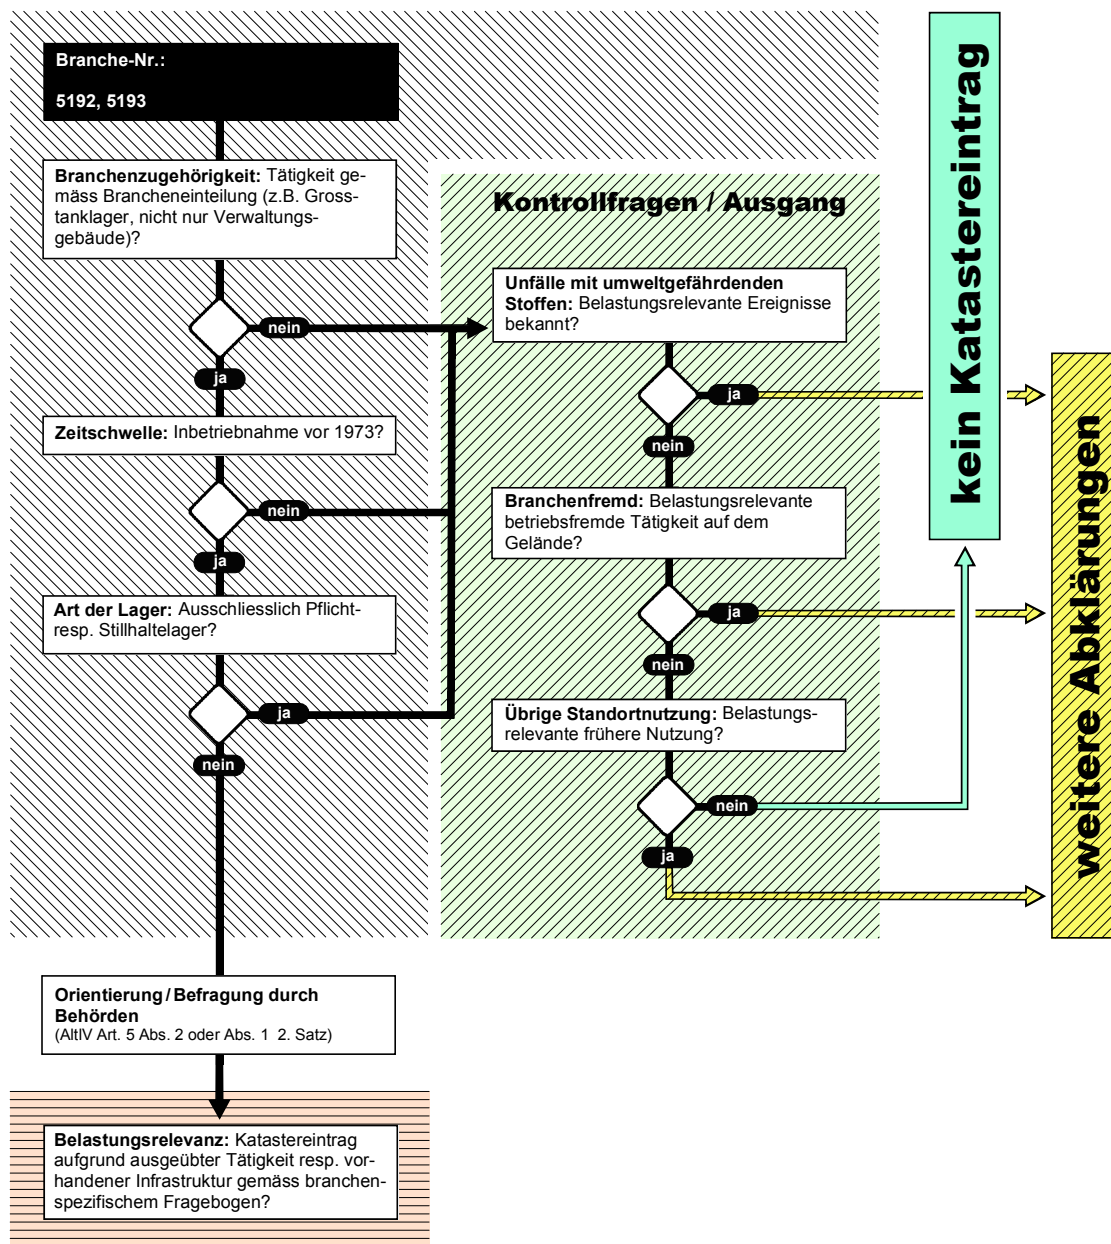 Branche-Nr.:
5192, 5193
Branchenzugehörigkeit: Tätigkeit ge-
mäss Brancheneinteilung (z.B. Gross-
tanklager, nicht nur Verwaltungs-
gebäude)?
nein
ja
Zeitschwelle: Inbetriebnahme vor 1973?
nein
ja
Art der Lager: Ausschliesslich Pflicht-
resp. Stillhaltelager?
ja
nein
Orientierung/Befragung durch
Behörden
(AltlV Art. 5 Abs. 2 oder Abs. 1 2. Satz)
Belastungsrelevanz: Katastereintrag
aufgrund ausgeübter Tätigkeit resp. vor-
handener Infrastruktur gemäss branchen-
spezifischem Fragebogen?
Kontrollfragen / Ausgang
Unfälle mit umweltgefährdenden
Stoffen: Belastungsrelevante Ereignisse
bekannt?
ja
nein
Branchenfremd: Belastungsrelevante
betriebsfremde Tätigkeit auf dem
Gelände?
ja
nein
Übrige Standortnutzung: Belastungs-
relevante frühere Nutzung?
nein
ja
kein Katastereintrag
weitere Abklärungen